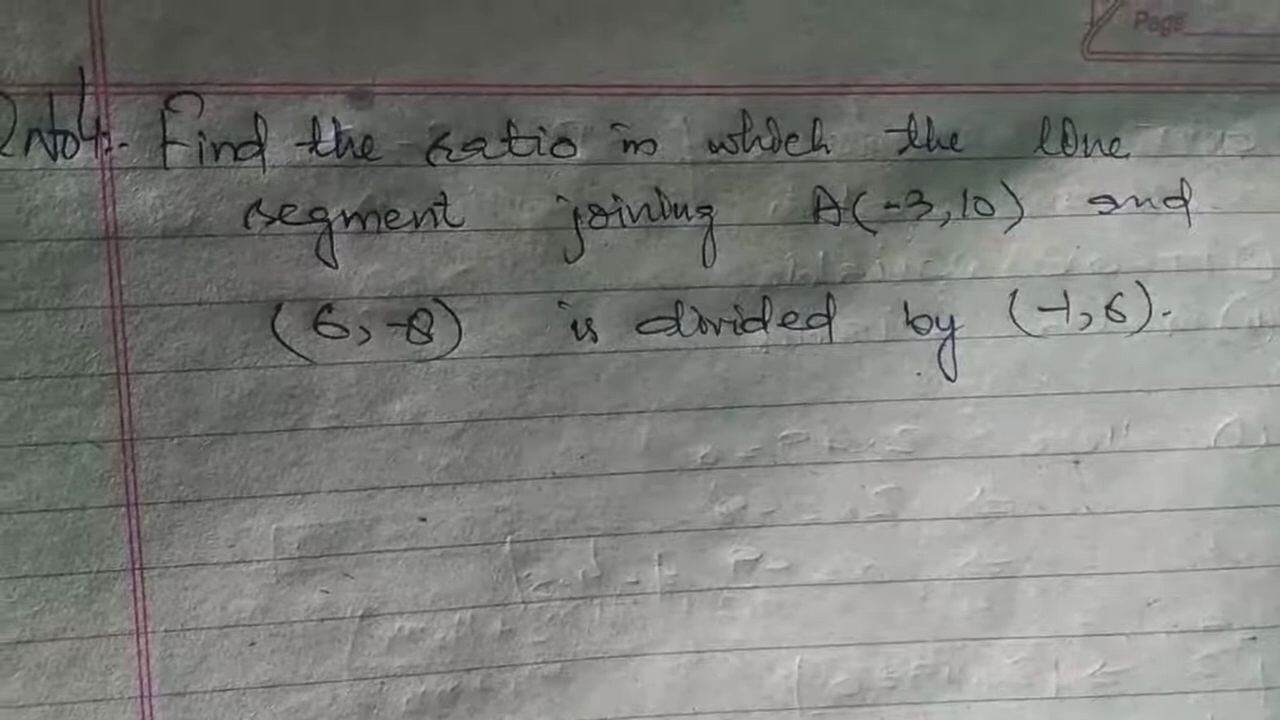 Page
QNo4:- Find the ratio in which the line
segment joining A(-3,10) and
(6,-8) is divided by (-1,6).